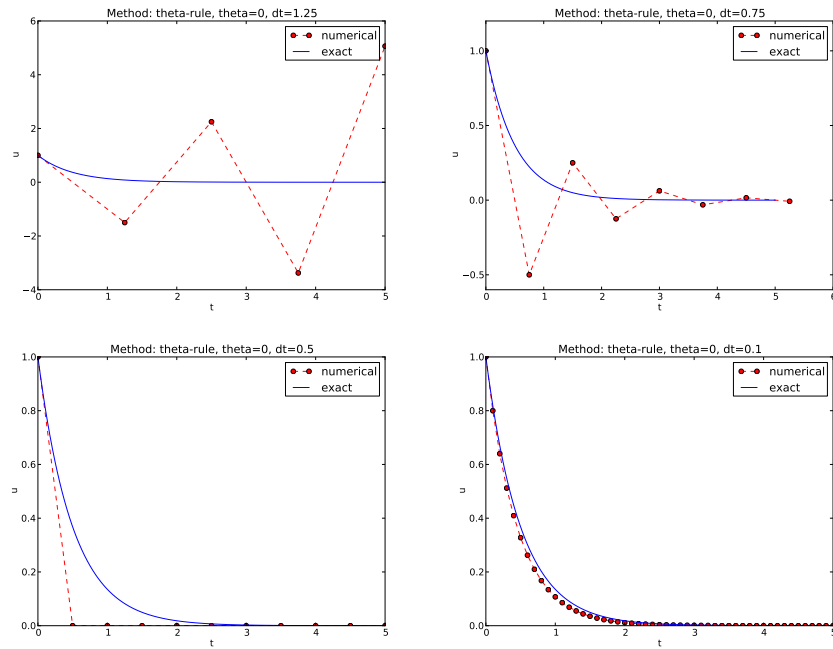 Method: theta-rule, theta=0, dt=1.25
numerical
exact
6
4
2
0
−2
−4
u
0 1 2 3 4 5
t
Method: theta-rule, theta=0, dt=0.75
numerical
exact
1.0
0.5
0.0
−0.5
u
0 1 2 3 4 5 6
t
Method: theta-rule, theta=0, dt=0.5
numerical
exact
1.0
0.8
0.6
0.4
0.2
0.0
u
0 1 2 3 4 5
t
Method: theta-rule, theta=0, dt=0.1
numerical
exact
1.0
0.8
0.6
0.4
0.2
0.0
u
0 1 2 3 4 5
t